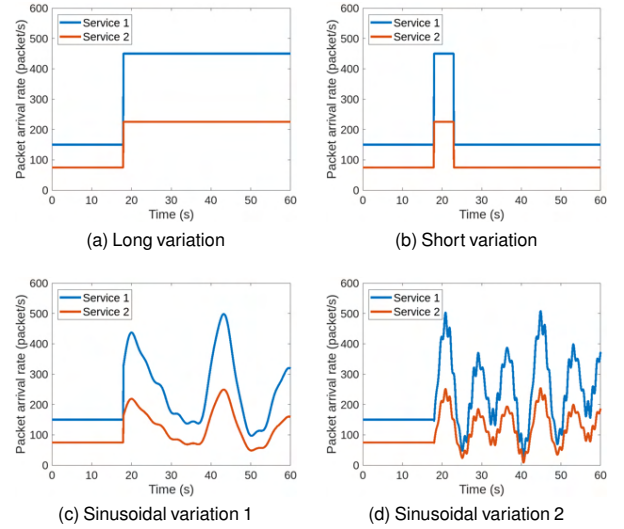 Packet arrival rate (packet/s)
600
500
400
300
200
100
0
Service 1
Service 2
0 10 20 30 40 50 60
Time (s)
(a) Long variation
Packet arrival rate (packet/s)
600
500
400
300
200
100
0
Service 1
Service 2
0 10 20 30 40 50 60
Time (s)
(b) Short variation
Packet arrival rate (packet/s)
600
500
400
300
200
100
0
Service 1
Service 2
0 10 20 30 40 50 60
Time (s)
(c) Sinusoidal variation 1
Packet arrival rate (packet/s)
600
500
400
300
200
100
0
Service 1
Service 2
0 10 20 30 40 50 60
Time (s)
(d) Sinusoidal variation 2